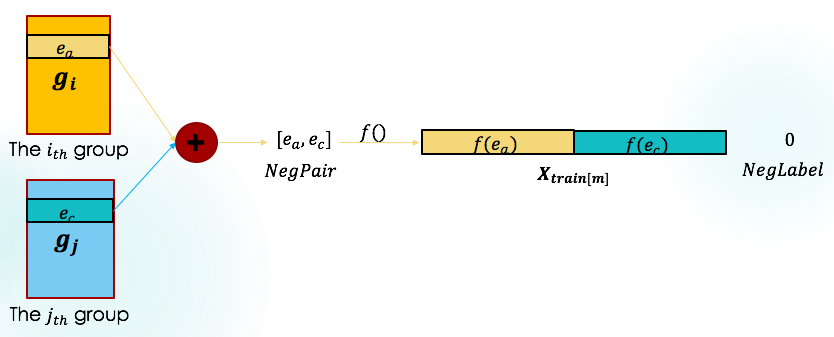 e_a
g_i
The i_th group
+
[e_a, e_c]
NegPair
f()
f(e_a)
f(e_c)
X_train[m]
0
NegLabel
e_c
g_j
The j_th group